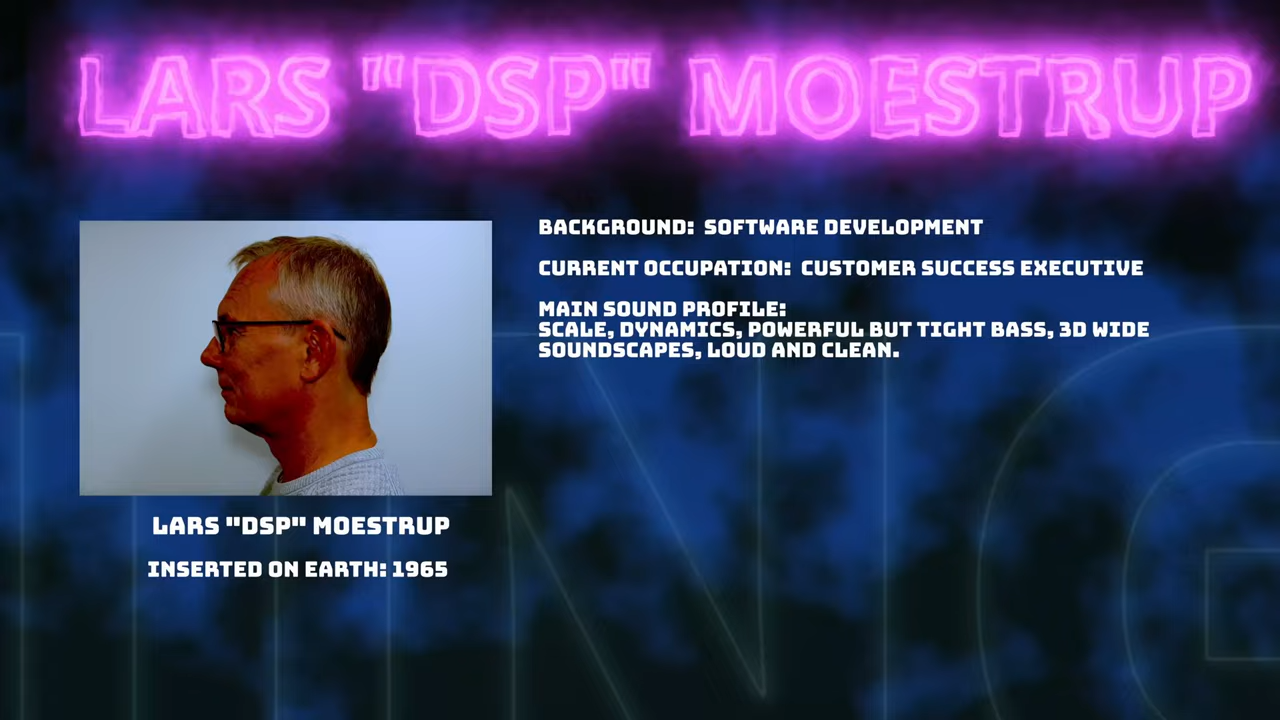 LARS "DSP" MOESTRUP
BACKGROUND: SOFTWARE DEVELOPMENT
CURRENT OCCUPATION: CUSTOMER SUCCESS EXECUTIVE
MAIN SOUND PROFILE:
SCALE, DYNAMICS, POWERFUL BUT TIGHT BASS, 3D WIDE
SOUNDSCAPES, LOUD AND CLEAN.
LARS "DSP" MOESTRUP
INSERTED ON EARTH: 1965